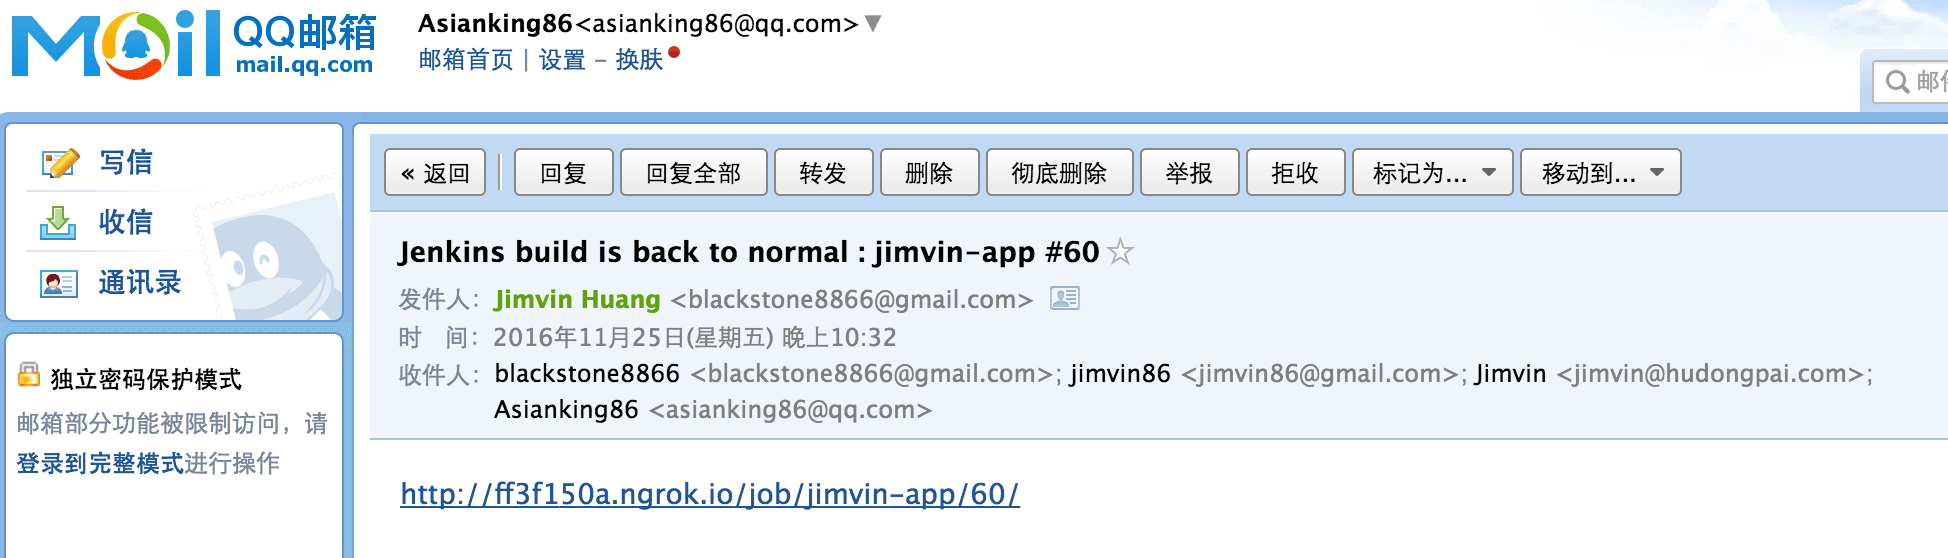 Mail QQ邮箱
mail.qq.com
Asianking86<asianking86@qq.com>
邮箱首页 | 设置 - 换肤
写信
收信
通讯录
独立密码保护模式
邮箱部分功能被限制访问，请
登录到完整模式进行操作
« 返回 回复 回复全部 转发 删除 彻底删除 举报 拒收 标记为... 移动到...
Jenkins build is back to normal : jimvin-app #60
发件人： Jimvin Huang <blackstone8866@gmail.com>
时 间： 2016年11月25日(星期五) 晚上10:32
收件人： blackstone8866 <blackstone8866@gmail.com>; jimvin86 <jimvin86@gmail.com>; Jimvin <jimvin@hudongpai.com>;
Asianking86 <asianking86@qq.com>
http://ff3f150a.ngrok.io/job/jimvin-app/60/